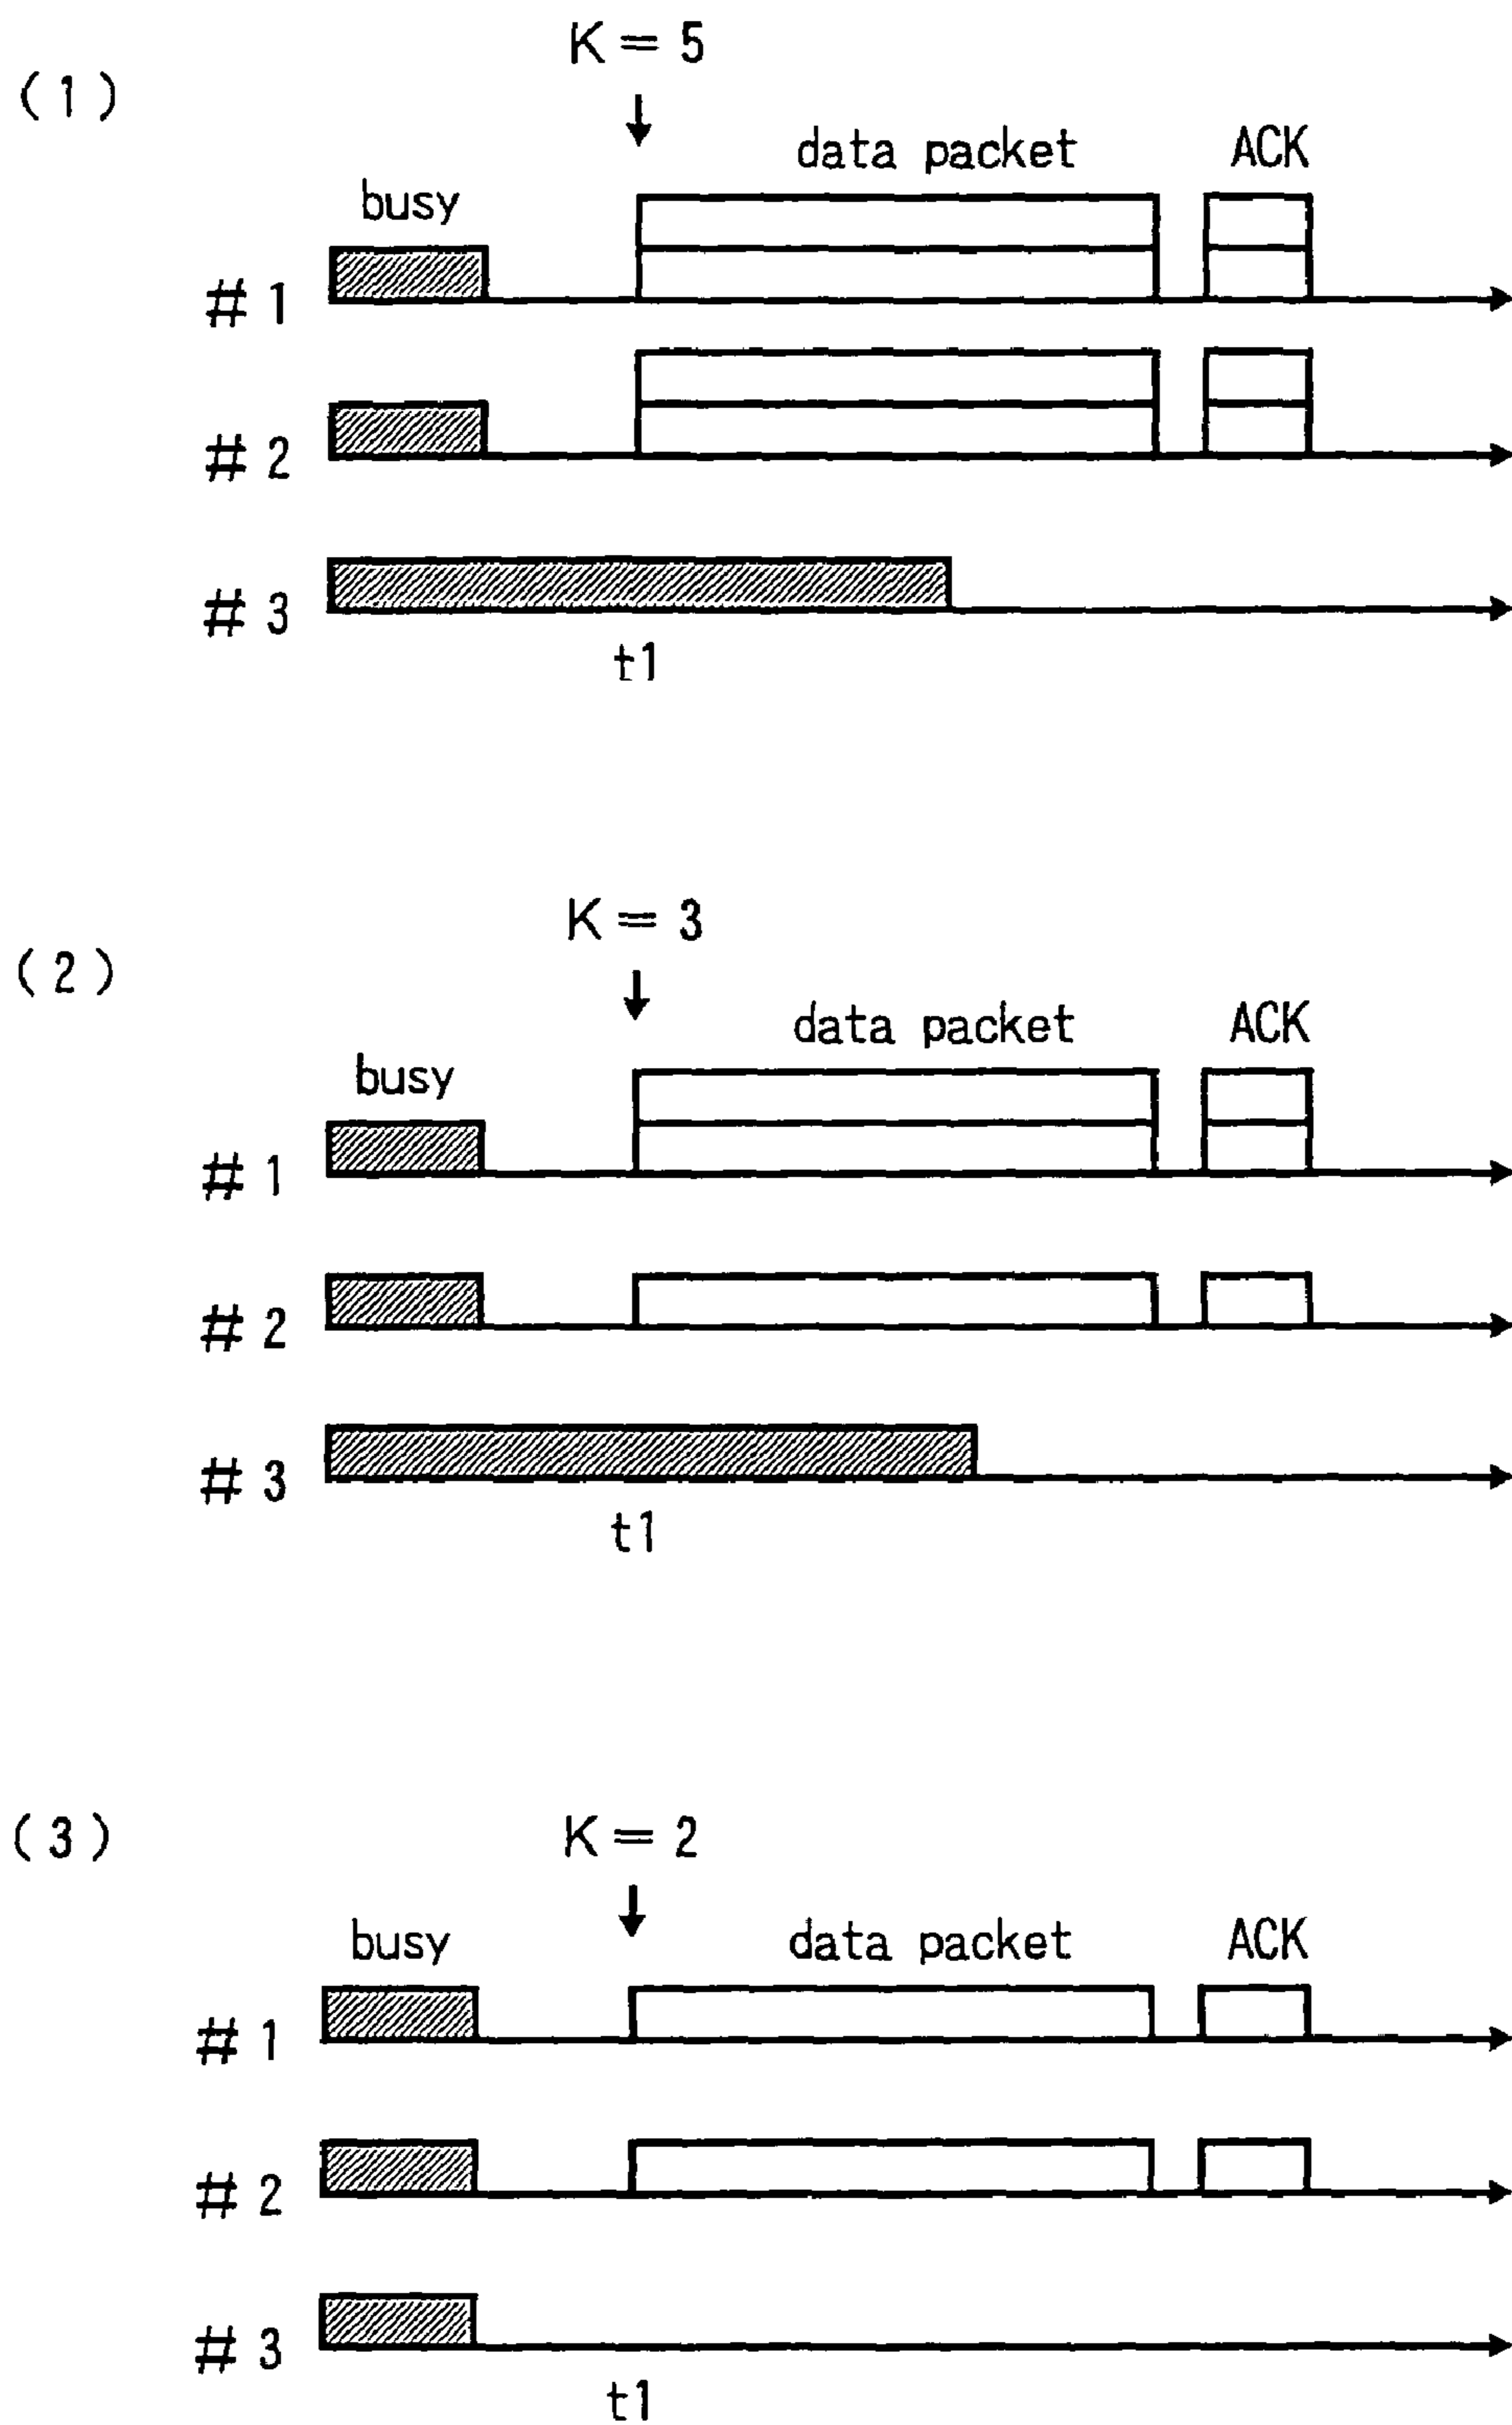 (1)
K = 5
data packet ACK
busy
#1
#2
#3
t1
(2)
K = 3
data packet ACK
busy
#1
#2
#3
t1
(3)
K = 2
busy data packet ACK
#1
#2
#3
t1